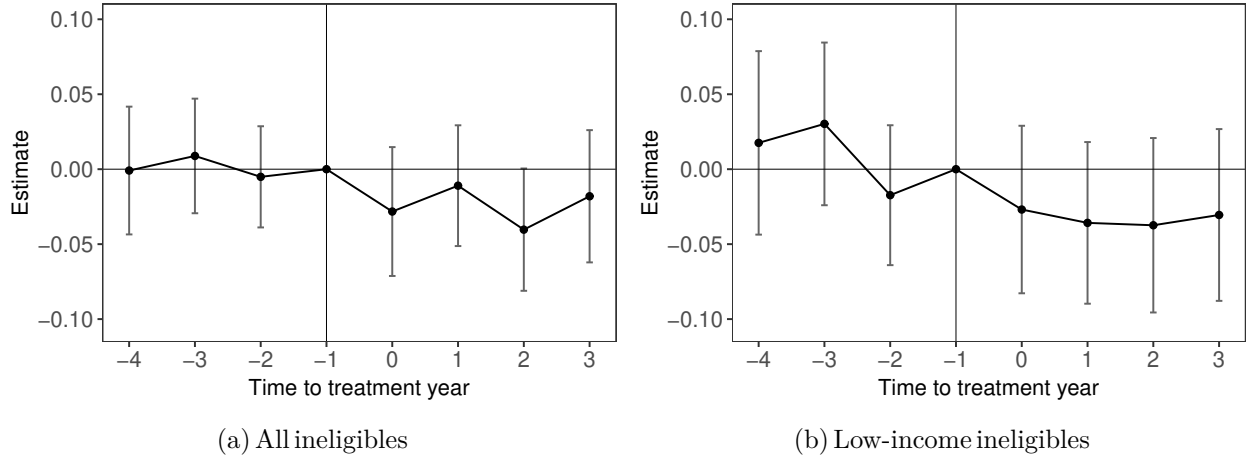 0.10
0.05
0.00
−0.05
−0.10
Estimate
−4 −3 −2 −1 0 1 2 3
Time to treatment year
(a) All ineligibles
0.10
0.05
0.00
−0.05
−0.10
Estimate
−4 −3 −2 −1 0 1 2 3
Time to treatment year
(b) Low-income ineligibles